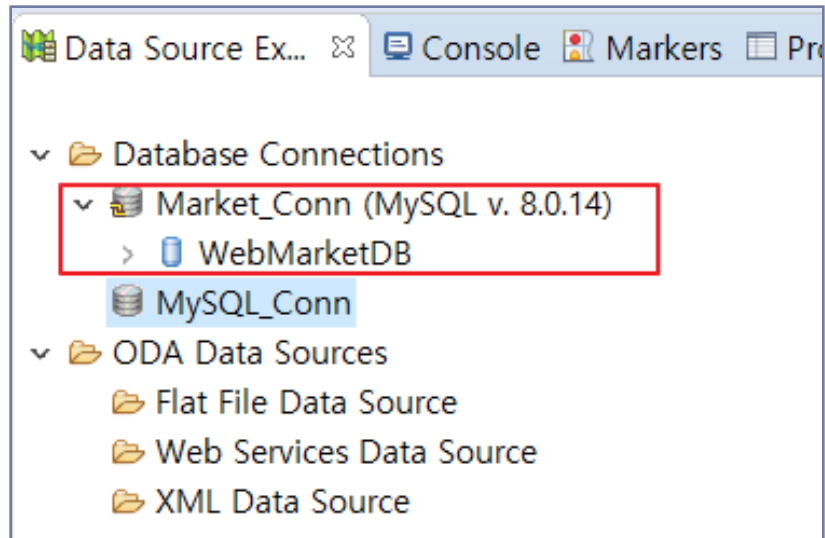 Data Source Ex... Console Markers Pr
Database Connections
Market_Conn (MySQL v. 8.0.14)
WebMarketDB
MySQL_Conn
ODA Data Sources
Flat File Data Source
Web Services Data Source
XML Data Source